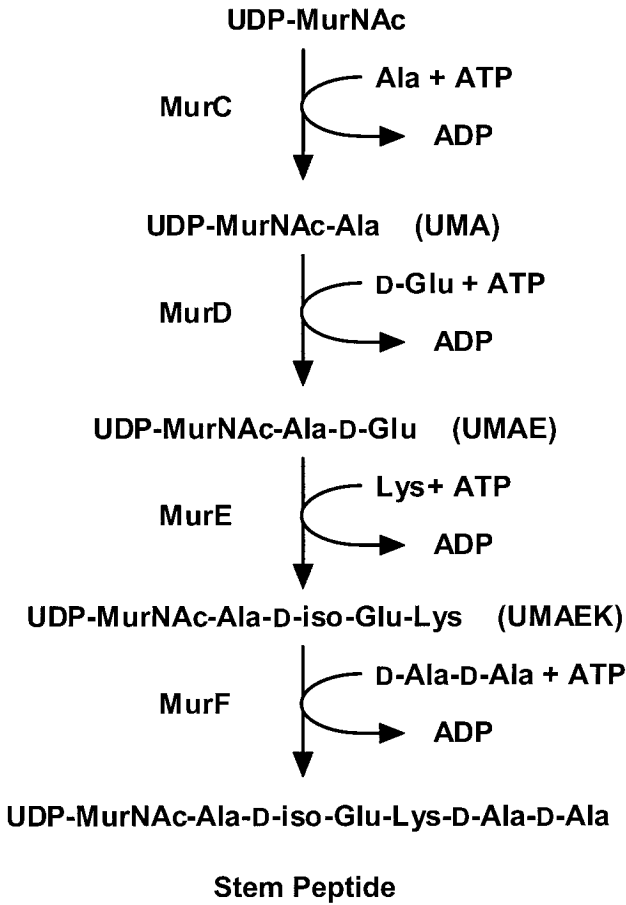 UDP-MurNAc
Ala + ATP
MurC
ADP
UDP-MurNAc-Ala (UMA)
D-Glu + ATP
MurD
ADP
UDP-MurNAc-Ala-D-Glu (UMAE)
Lys+ ATP
MurE
ADP
UDP-MurNAc-Ala-D-iso-Glu-Lys (UMAEK)
D-Ala-D-Ala + ATP
MurF
ADP
UDP-MurNAc-Ala-D-iso-Glu-Lys-D-Ala-D-Ala
Stem Peptide